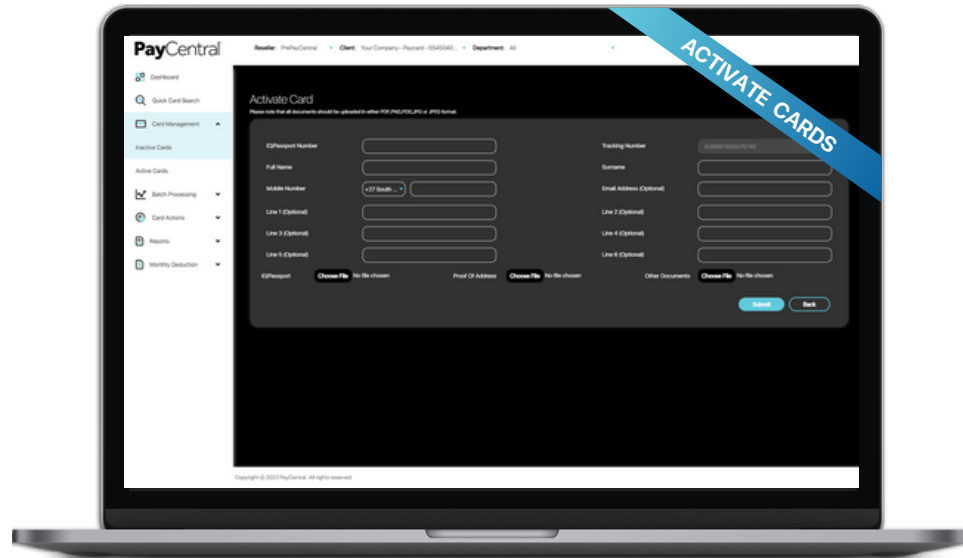 PayCentral
Reseller: PrePayCentral Client: Your Company--Paycard--5545040... Department: All
ACTIVATE CARDS
Dashboard
Quick Card Search
Card Management
Inactive Cards
Active Cards
Batch Processing
Card Actions
Reports
Monthly Deduction
Activate Card
Please note that all documents should be uploaded in either PDF,PNG,POG,JPG or JPEG format.
ID/Passport Number
Tracking Number
Full Name
Surname
Mobile Number +27 South ...
Email Address (Optional)
Line 1 (Optional)
Line 2 (Optional)
Line 3 (Optional)
Line 4 (Optional)
Line 5 (Optional)
Line 6 (Optional)
ID/Passport Choose File No file chosen Proof Of Address Choose File No file chosen Other Documents Choose File No file chosen
Submit Back
Copyright © 2023 PayCentral. All rights reserved